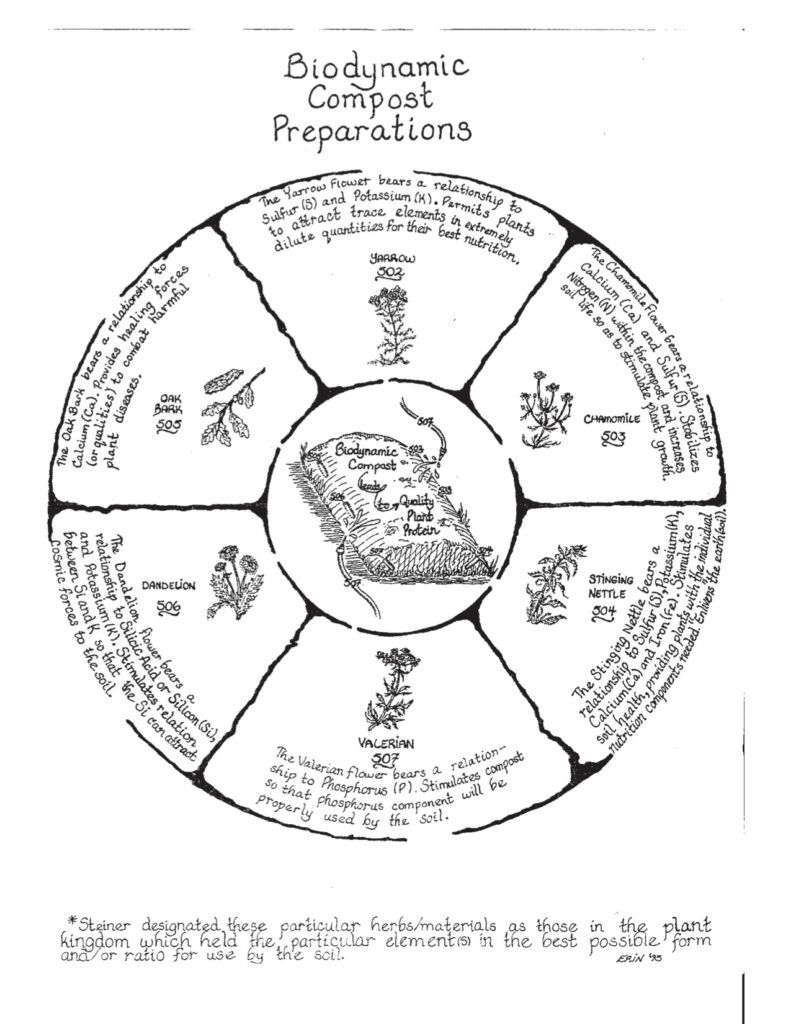 Biodynamic
Compost
Preparations
The Yarrow Flower bears a relationship to
Sulfur (S) and Potassium (K). Permits plants
to attract trace elements in extremely
dilute quantities for their best nutrition.
YARROW
502
The Chamomile Flower bears a relationship to
Calcium (Ca) and Sulfur (S). Stabilizes
Nitrogen (N) within the compost and increases
soil life so as to stimulate plant growth.
CHAMOMILE
503
The Stinging Nettle bears a
relationship to Sulfur (S), Potassium (K),
Calcium (Ca) and Iron (Fe). Stimulates
soil health, providing plants with the individual
nutrition components needed. Enlivens the earth (soil).
STINGING
NETTLE
504
VALERIAN
507
The Valerian flower bears a relation-
ship to Phosphorus (P). Stimulates compost
so that phosphorus component will be
properly used by the soil.
The Dandelion flower bears a
relationship to Silicic Acid or Silicon (Si),
and Potassium (K). Stimulates relation
between Si and K so that the Si can attract
cosmic forces to the soil.
DANDELION
506
The Oak Bark bears a relationship to
Calcium (Ca). Provides healing forces
(or qualities) to combat harmful
plant diseases.
OAK
BARK
505
507
Biodynamic
Compost
leads
to
Quality
Plant
Protein
506
507
*Steiner designated these particular herbs/materials as those in the plant
kingdom which held the particular element(s) in the best possible form
and/or ratio for use by the soil.
ERIN '95